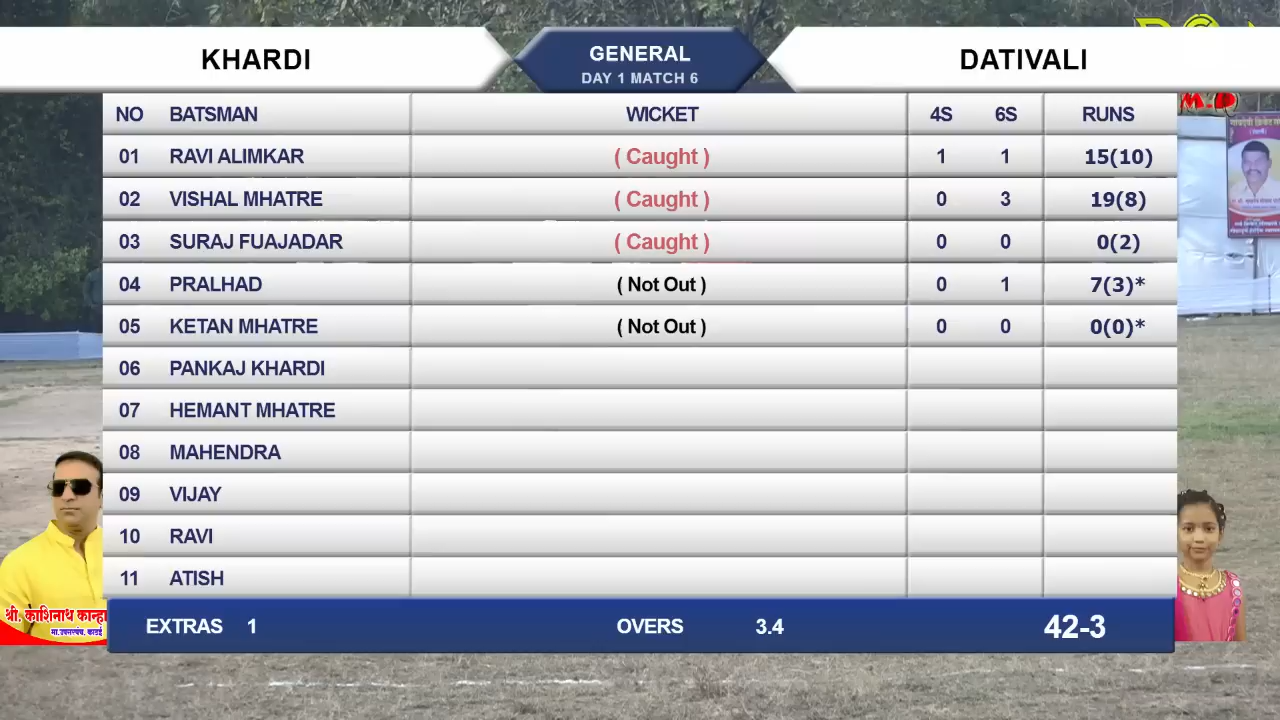 KHARDI
GENERAL
DAY 1 MATCH 6
DATIVALI
NO BATSMAN WICKET 4S 6S RUNS
01 RAVI ALIMKAR ( Caught ) 1 1 15(10)
02 VISHAL MHATRE ( Caught ) 0 3 19(8)
03 SURAJ FUAJADAR ( Caught ) 0 0 0(2)
04 PRALHAD ( Not Out ) 0 1 7(3)*
05 KETAN MHATRE ( Not Out ) 0 0 0(0)*
06 PANKAJ KHARDI
07 HEMANT MHATRE
08 MAHENDRA
09 VIJAY
10 RAVI
11 ATISH
EXTRAS 1 OVERS 3.4 42-3
M.D
श्री. काशिनाथ कान्हा
मा.उपसरपंच, काडई